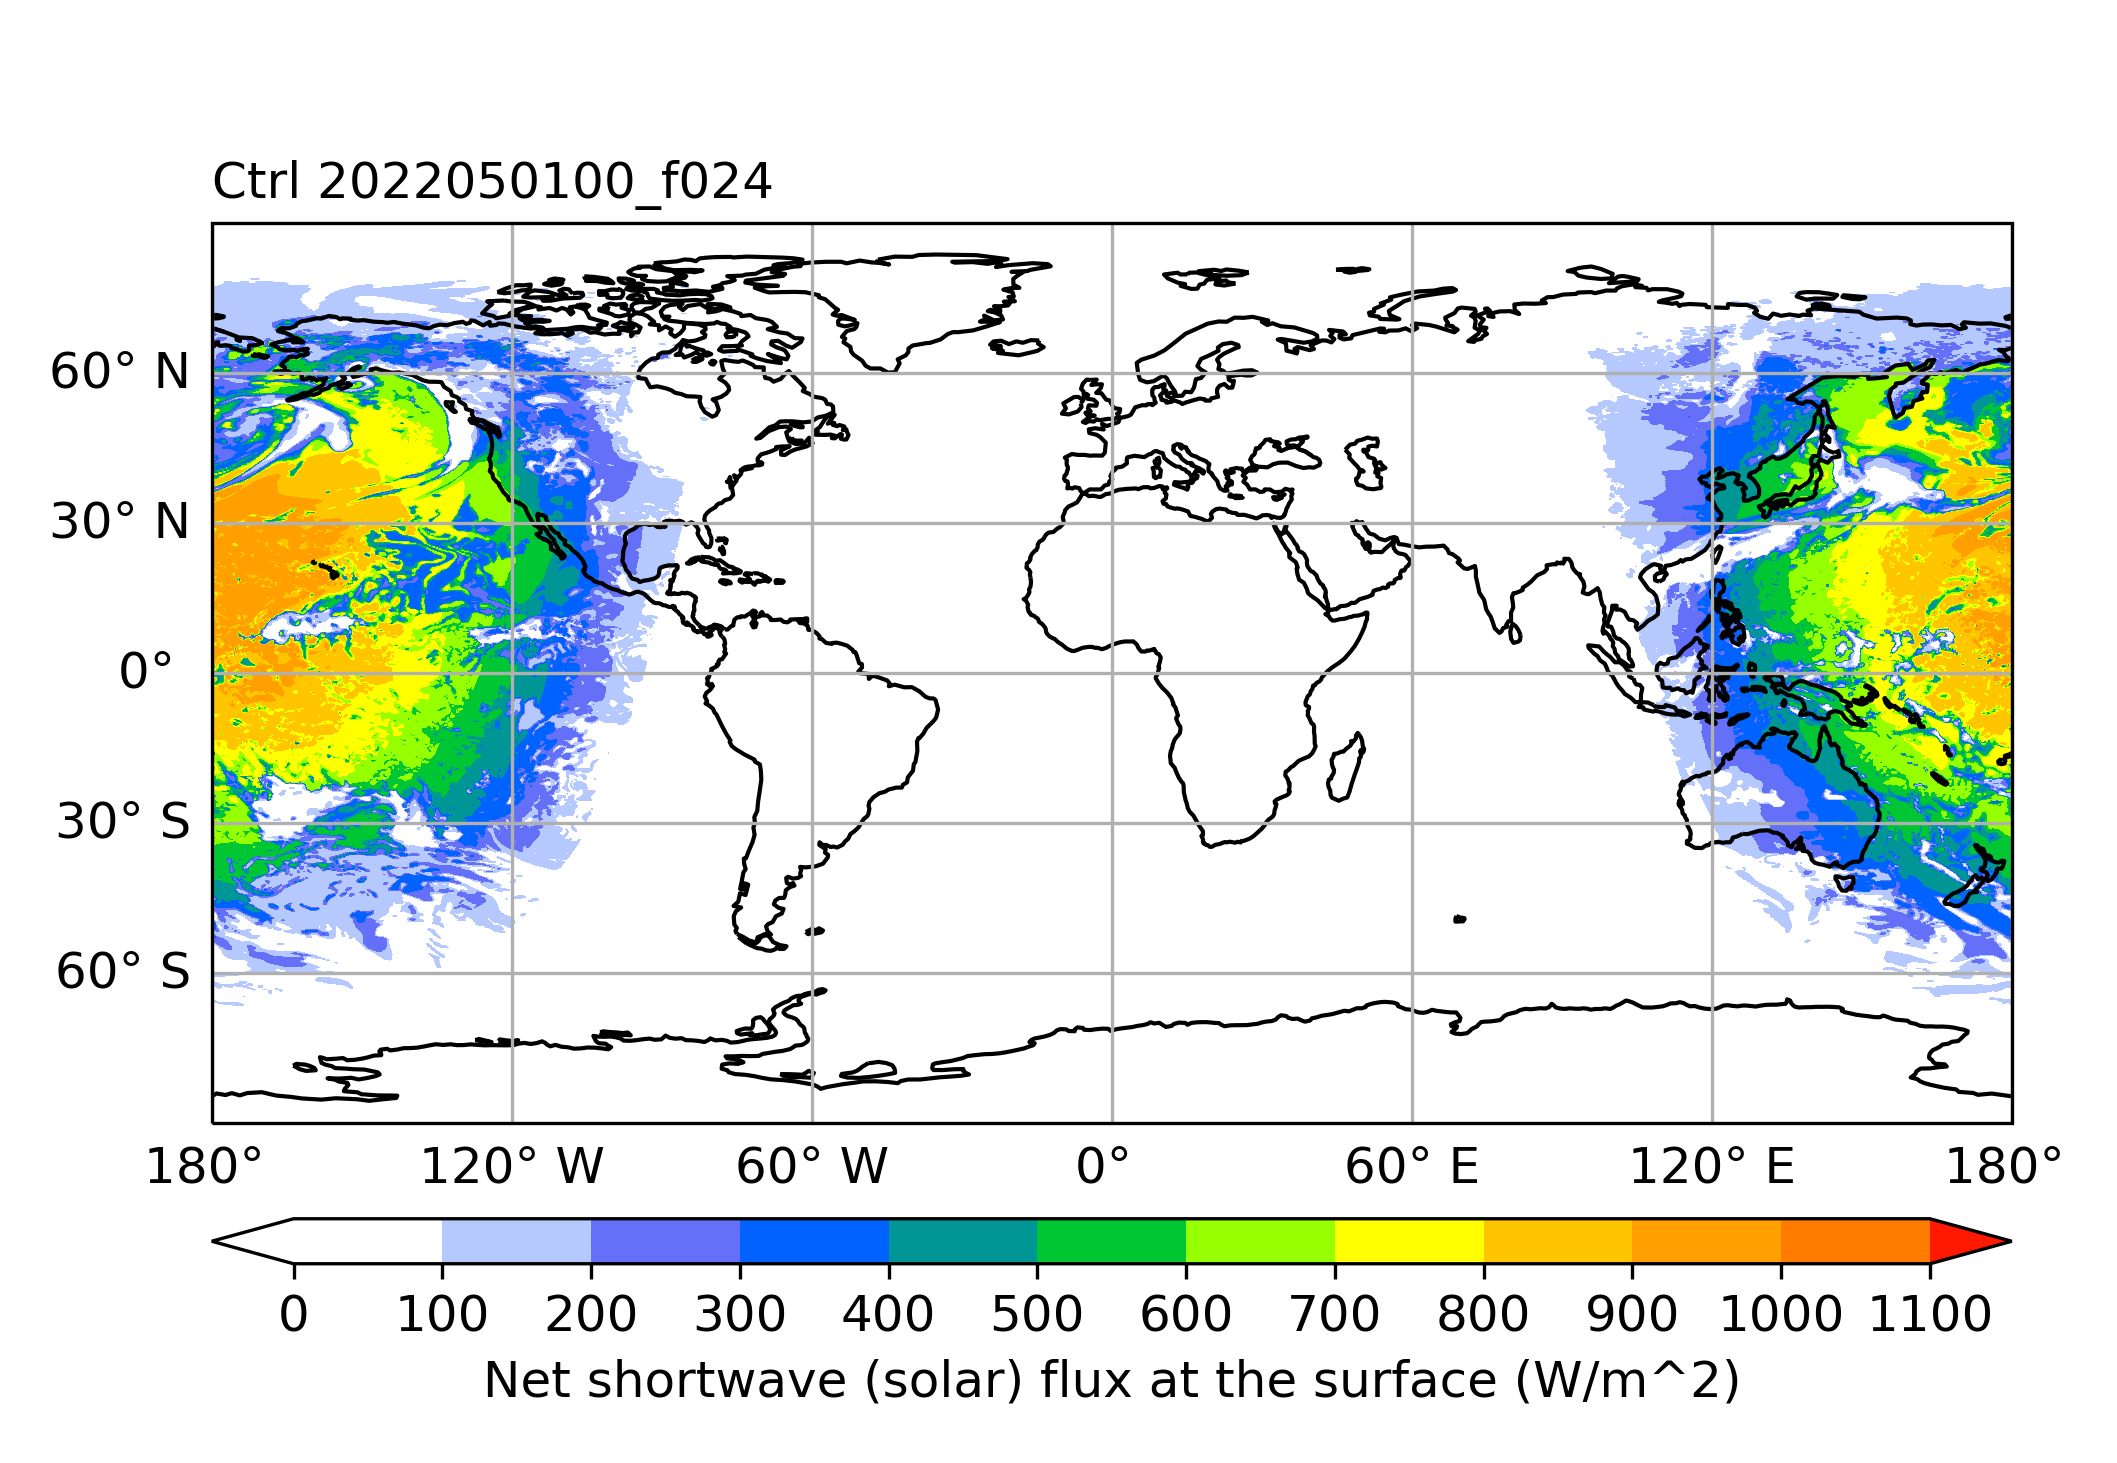 Ctrl 2022050100_f024
60° N
30° N
0°
30° S
60° S
180° 120° W 60° W 0° 60° E 120° E 180°
0 100 200 300 400 500 600 700 800 900 1000 1100
Net shortwave (solar) flux at the surface (W/m^2)